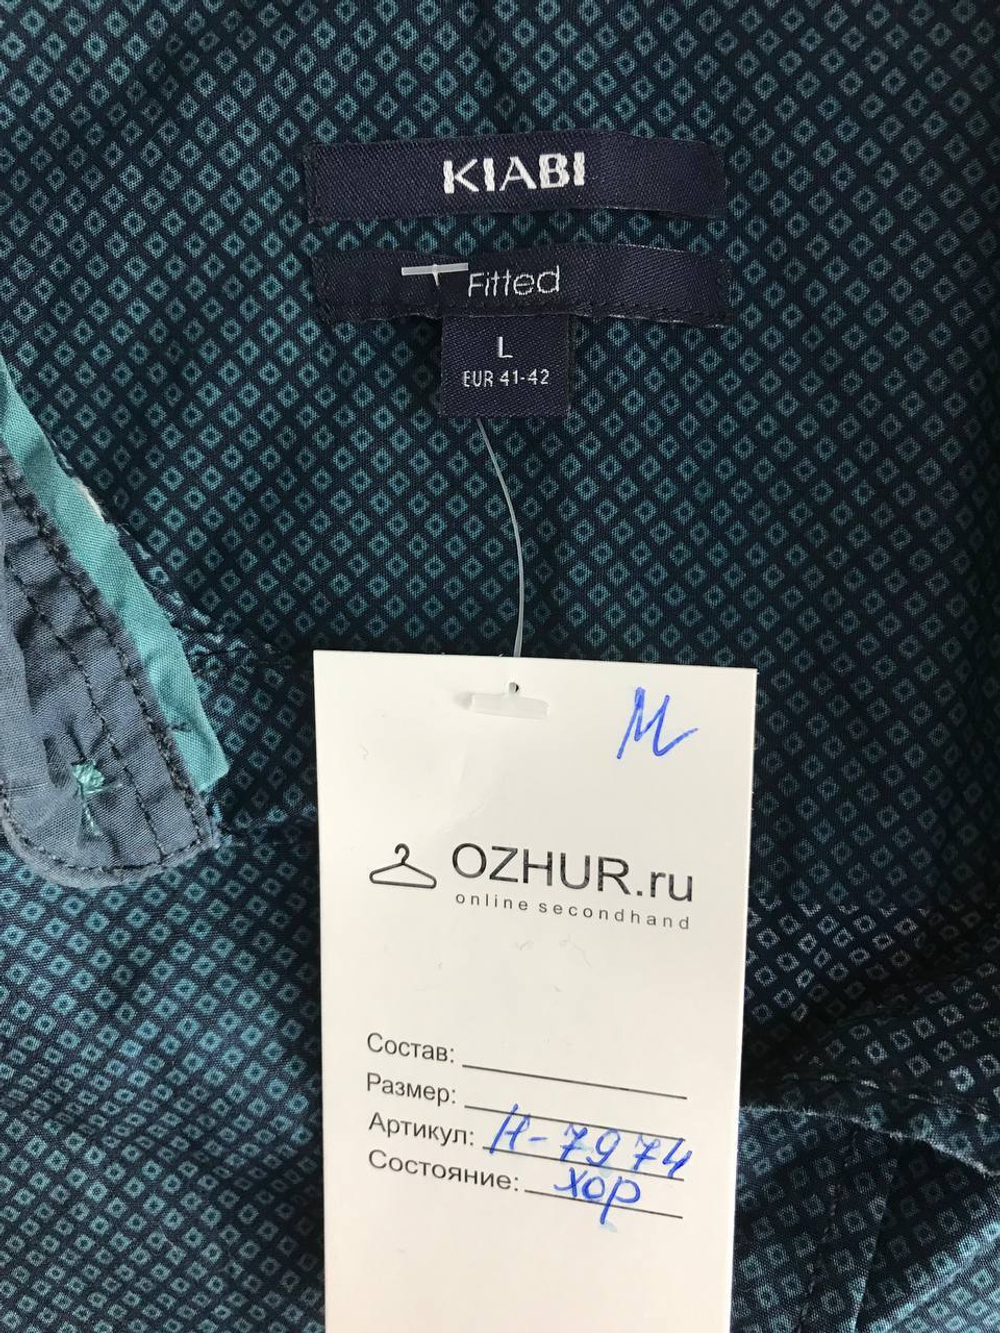 KIABI
Fitted
L
EUR 41-42
М
OZHUR.ru
online secondhand
Состав:
Размер:
Артикул: Н-7974
Состояние: хор